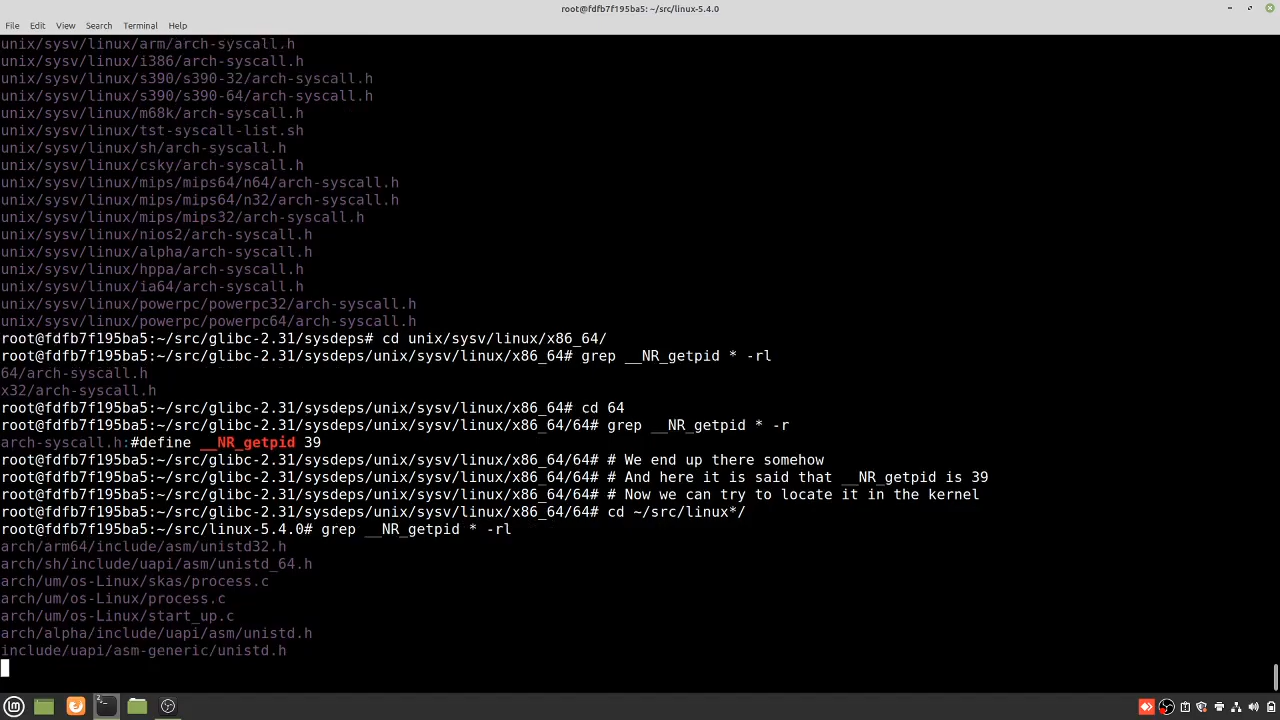 root@fdfb7f195ba5: ~/src/linux-5.4.0
File Edit View Search Terminal Help
unix/sysv/linux/arm/arch-syscall.h
unix/sysv/linux/i386/arch-syscall.h
unix/sysv/linux/s390/s390-32/arch-syscall.h
unix/sysv/linux/s390/s390-64/arch-syscall.h
unix/sysv/linux/m68k/arch-syscall.h
unix/sysv/linux/tst-syscall-list.sh
unix/sysv/linux/sh/arch-syscall.h
unix/sysv/linux/csky/arch-syscall.h
unix/sysv/linux/mips/mips64/n64/arch-syscall.h
unix/sysv/linux/mips/mips64/n32/arch-syscall.h
unix/sysv/linux/mips/mips32/arch-syscall.h
unix/sysv/linux/nios2/arch-syscall.h
unix/sysv/linux/alpha/arch-syscall.h
unix/sysv/linux/hppa/arch-syscall.h
unix/sysv/linux/ia64/arch-syscall.h
unix/sysv/linux/powerpc/powerpc32/arch-syscall.h
unix/sysv/linux/powerpc/powerpc64/arch-syscall.h
root@fdfb7f195ba5:~/src/glibc-2.31/sysdeps# cd unix/sysv/linux/x86_64/
root@fdfb7f195ba5:~/src/glibc-2.31/sysdeps/unix/sysv/linux/x86_64# grep __NR_getpid * -rl
64/arch-syscall.h
x32/arch-syscall.h
root@fdfb7f195ba5:~/src/glibc-2.31/sysdeps/unix/sysv/linux/x86_64# cd 64
root@fdfb7f195ba5:~/src/glibc-2.31/sysdeps/unix/sysv/linux/x86_64/64# grep __NR_getpid * -r
arch-syscall.h:#define __NR_getpid 39
root@fdfb7f195ba5:~/src/glibc-2.31/sysdeps/unix/sysv/linux/x86_64/64# # We end up there somehow
root@fdfb7f195ba5:~/src/glibc-2.31/sysdeps/unix/sysv/linux/x86_64/64# # And here it is said that __NR_getpid is 39
root@fdfb7f195ba5:~/src/glibc-2.31/sysdeps/unix/sysv/linux/x86_64/64# # Now we can try to locate it in the kernel
root@fdfb7f195ba5:~/src/glibc-2.31/sysdeps/unix/sysv/linux/x86_64/64# cd ~/src/linux*/
root@fdfb7f195ba5:~/src/linux-5.4.0# grep __NR_getpid * -rl
arch/arm64/include/asm/unistd32.h
arch/sh/include/uapi/asm/unistd_64.h
arch/um/os-Linux/skas/process.c
arch/um/os-Linux/process.c
arch/um/os-Linux/start_up.c
arch/alpha/include/uapi/asm/unistd.h
include/uapi/asm-generic/unistd.h